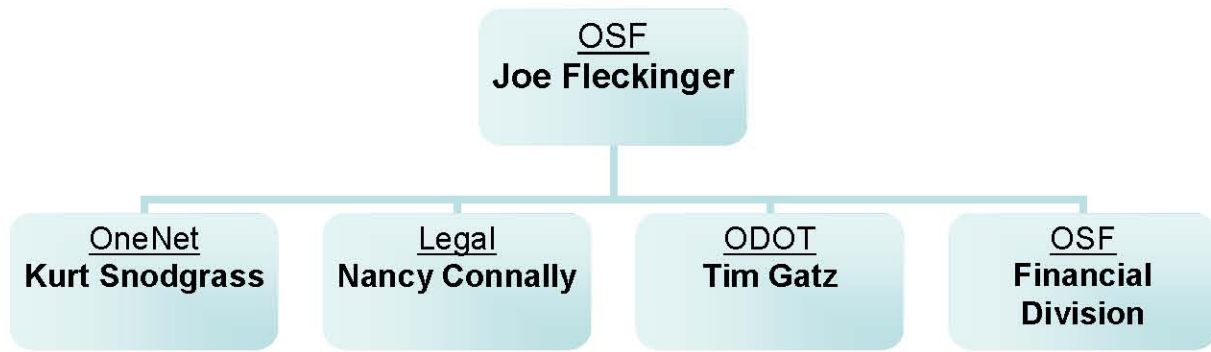 OSF
Joe Fleckinger
OneNet
Kurt Snodgrass
Legal
Nancy Connally
ODOT
Tim Gatz
OSF
Financial
Division